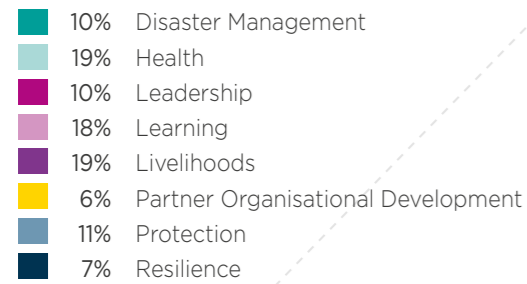 10% Disaster Management
19% Health
10% Leadership
18% Learning
19% Livelihoods
6% Partner Organisational Development
11% Protection
7% Resilience